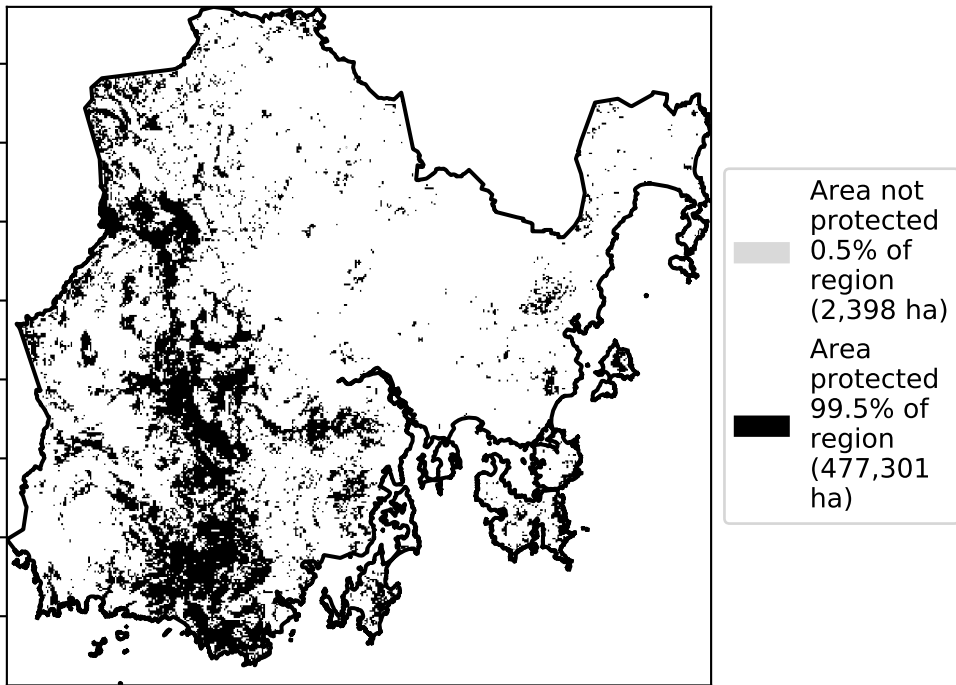 Area not
protected
0.5% of
region
(2,398 ha)
Area
protected
99.5% of
region
(477,301
ha)